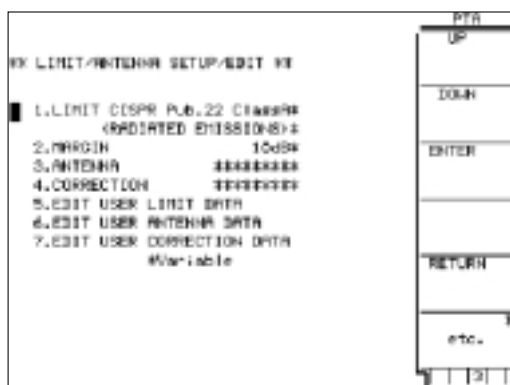 PTA
** LIMIT/ANTENNA SETUP/EDIT **
1.LIMIT CISPR Pub.22 ClassA*
(RADIATED EMISSIONS)*
2.MARGIN 10dB*
3.ANTENNA *********
4.CORRECTION *********
5.EDIT USER LIMIT DATA
6.EDIT USER ANTENNA DATA
7.EDIT USER CORRECTION DATA
*Variable
UP
DOWN
ENTER
RETURN
etc.
3